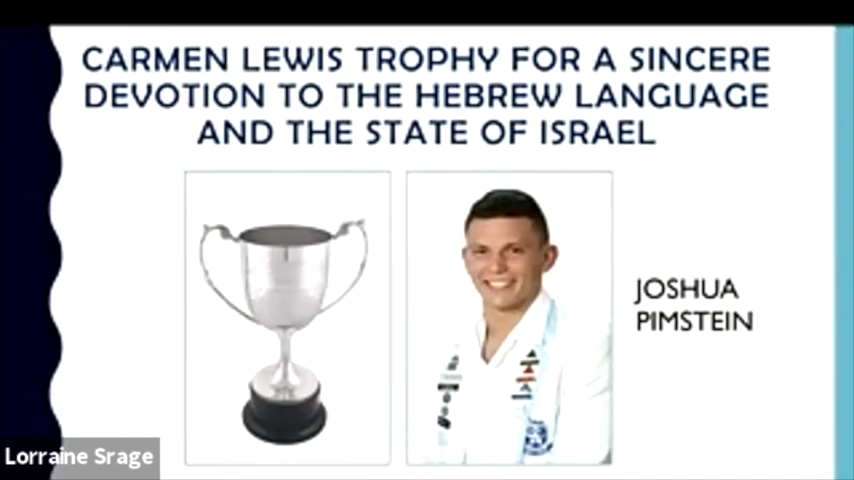 CARMEN LEWIS TROPHY FOR A SINCERE
DEVOTION TO THE HEBREW LANGUAGE
AND THE STATE OF ISRAEL
JOSHUA
PIMSTEIN
Lorraine Srage